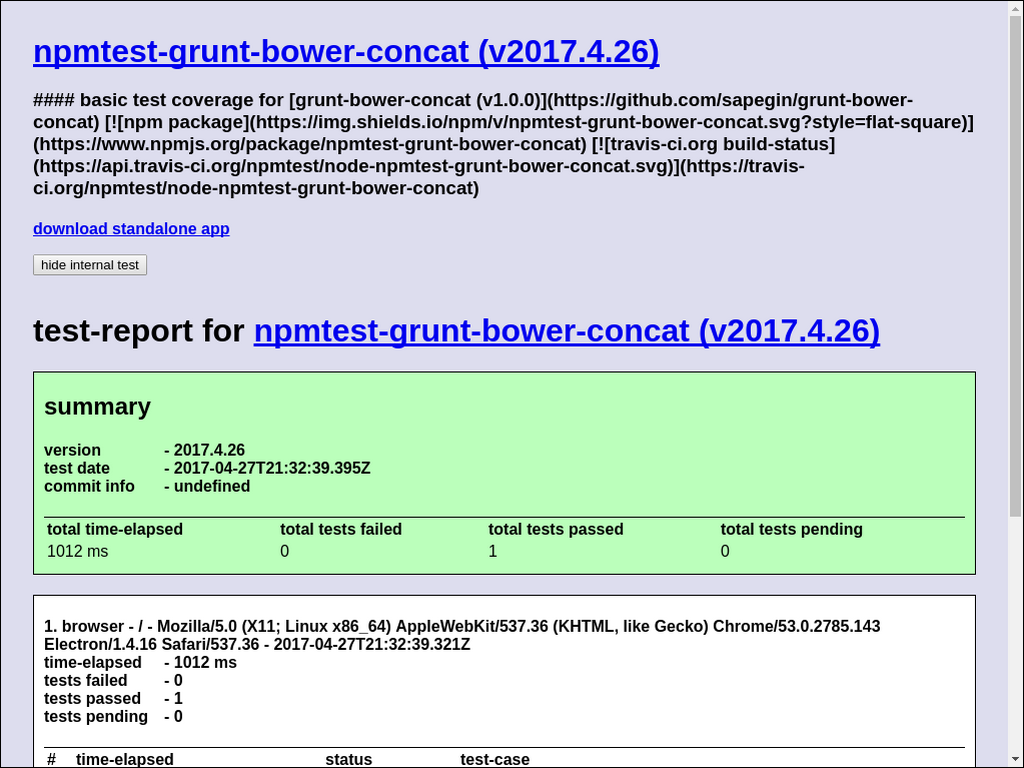 npmtest-grunt-bower-concat (v2017.4.26)
#### basic test coverage for [grunt-bower-concat (v1.0.0)](https://github.com/sapegin/grunt-bower-
concat) [![npm package](https://img.shields.io/npm/v/npmtest-grunt-bower-concat.svg?style=flat-square)]
(https://www.npmjs.org/package/npmtest-grunt-bower-concat) [![travis-ci.org build-status]
(https://api.travis-ci.org/npmtest/node-npmtest-grunt-bower-concat.svg)](https://travis-
ci.org/npmtest/node-npmtest-grunt-bower-concat)
download standalone app
hide internal test
test-report for npmtest-grunt-bower-concat (v2017.4.26)
summary
version - 2017.4.26
test date - 2017-04-27T21:32:39.395Z
commit info - undefined
total time-elapsed total tests failed total tests passed total tests pending
1012 ms 0 1 0
1. browser - / - Mozilla/5.0 (X11; Linux x86_64) AppleWebKit/537.36 (KHTML, like Gecko) Chrome/53.0.2785.143
Electron/1.4.16 Safari/537.36 - 2017-04-27T21:32:39.321Z
time-elapsed - 1012 ms
tests failed - 0
tests passed - 1
tests pending - 0
# time-elapsed status test-case